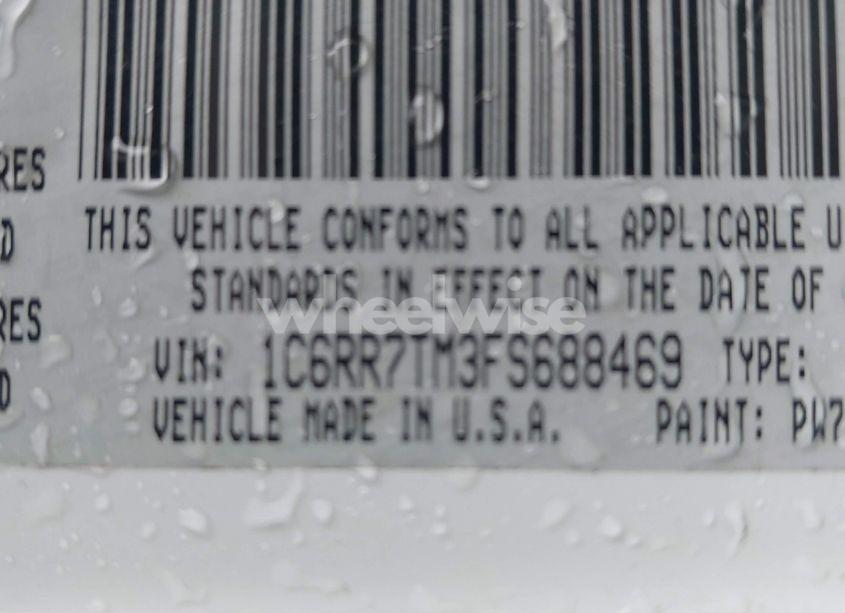 RES
THIS VEHICLE CONFORMS TO ALL APPLICABLE U
D
STANDARDS IN EFFECT ON THE DATE OF
RES
wheelwise
VIN: 1C6RR7TM3FS688469 TYPE:
D
VEHICLE MADE IN U.S.A. PAINT: PW7